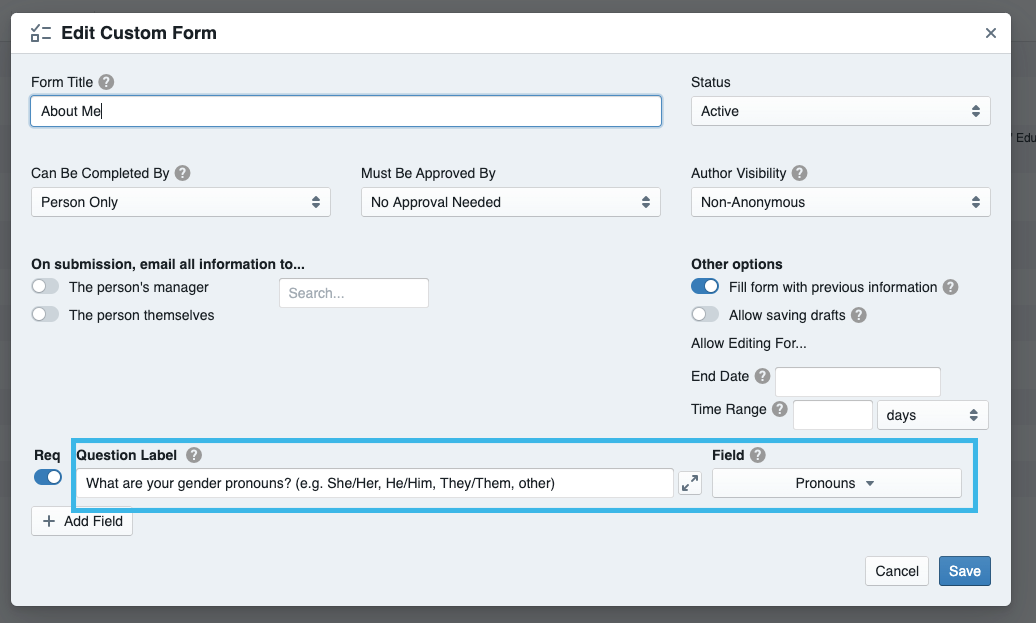 Edit Custom Form
Form Title
Status
About Me
Active
/ Edu
Can Be Completed By
Must Be Approved By
Author Visibility
Person Only
No Approval Needed
Non-Anonymous
On submission, email all information to...
Other options
The person's manager
Search...
Fill form with previous information
The person themselves
Allow saving drafts
Allow Editing For...
End Date
Time Range
days
Req
Question Label
Field
What are your gender pronouns? (e.g. She/Her, He/Him, They/Them, other)
Pronouns
+ Add Field
Cancel
Save